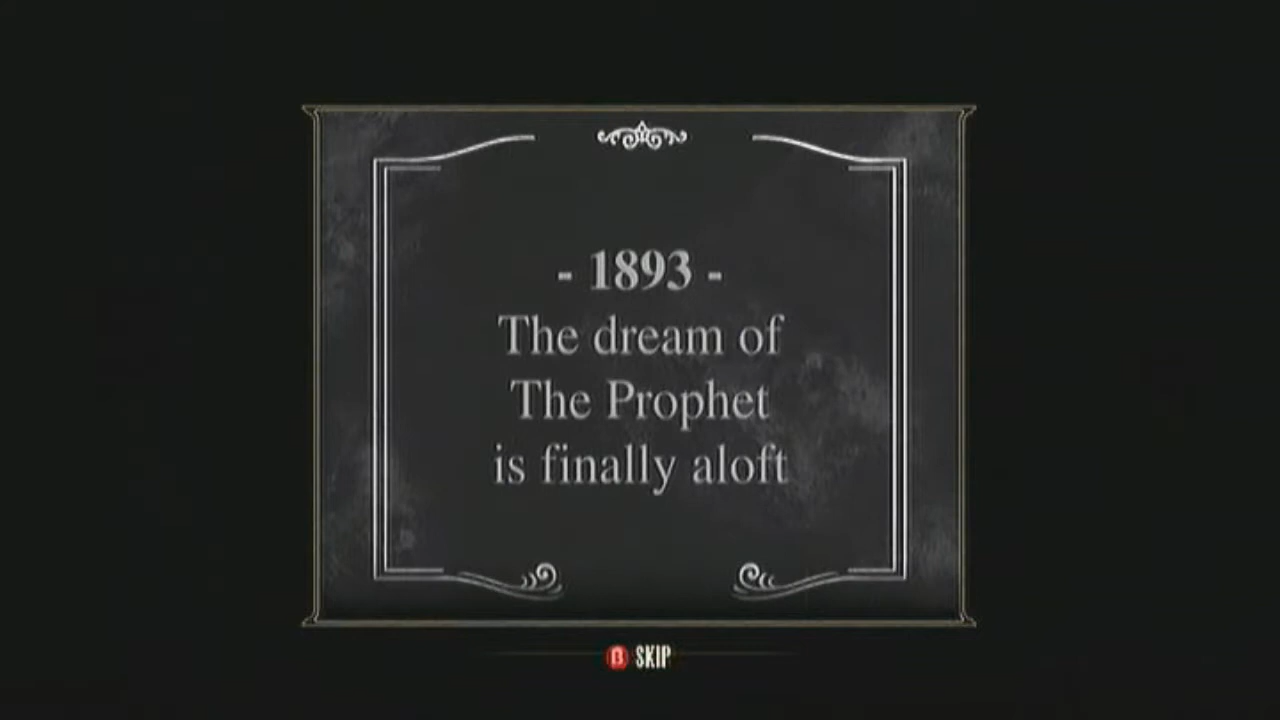 - 1893 -
The dream of
The Prophet
is finally aloft
B SKIP